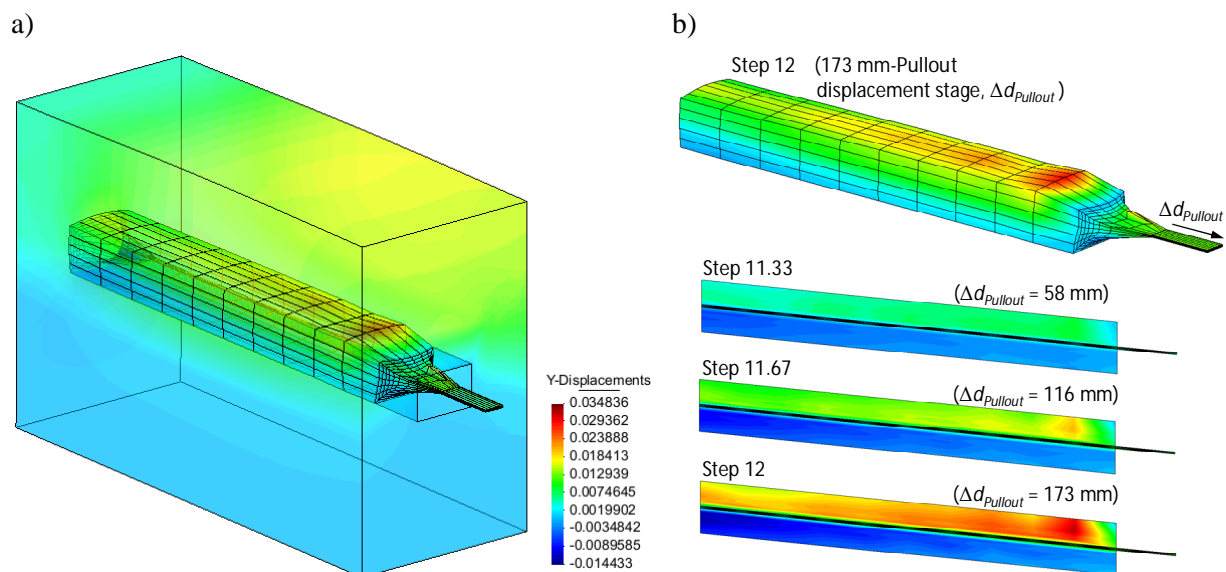 a)
Y-Displacements
0.034836
0.029362
0.023888
0.018413
0.012939
0.0074645
0.0019902
-0.0034842
-0.0089585
-0.014433
b)
Step 12 (173 mm-Pullout
displacement stage, Δd_Pullout)
Δd_Pullout
Step 11.33
(Δd_Pullout = 58 mm)
Step 11.67
(Δd_Pullout = 116 mm)
Step 12
(Δd_Pullout = 173 mm)